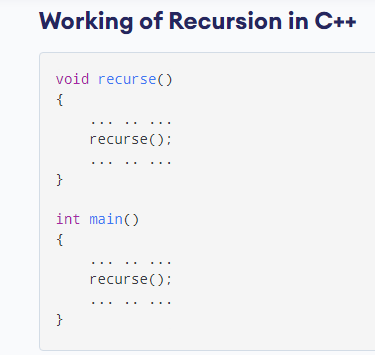 Working of Recursion in C++
void recurse()
{
    ... .. ...
    recurse();
    ... .. ...
}
int main()
{
    ... .. ...
    recurse();
    ... .. ...
}